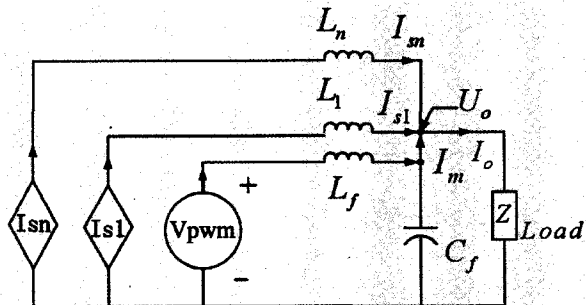 L_n I_sn
L_1 I_s1 U_o
+ L_f I_m I_o
Isn Is1 Vpwm Z Load
- C_f